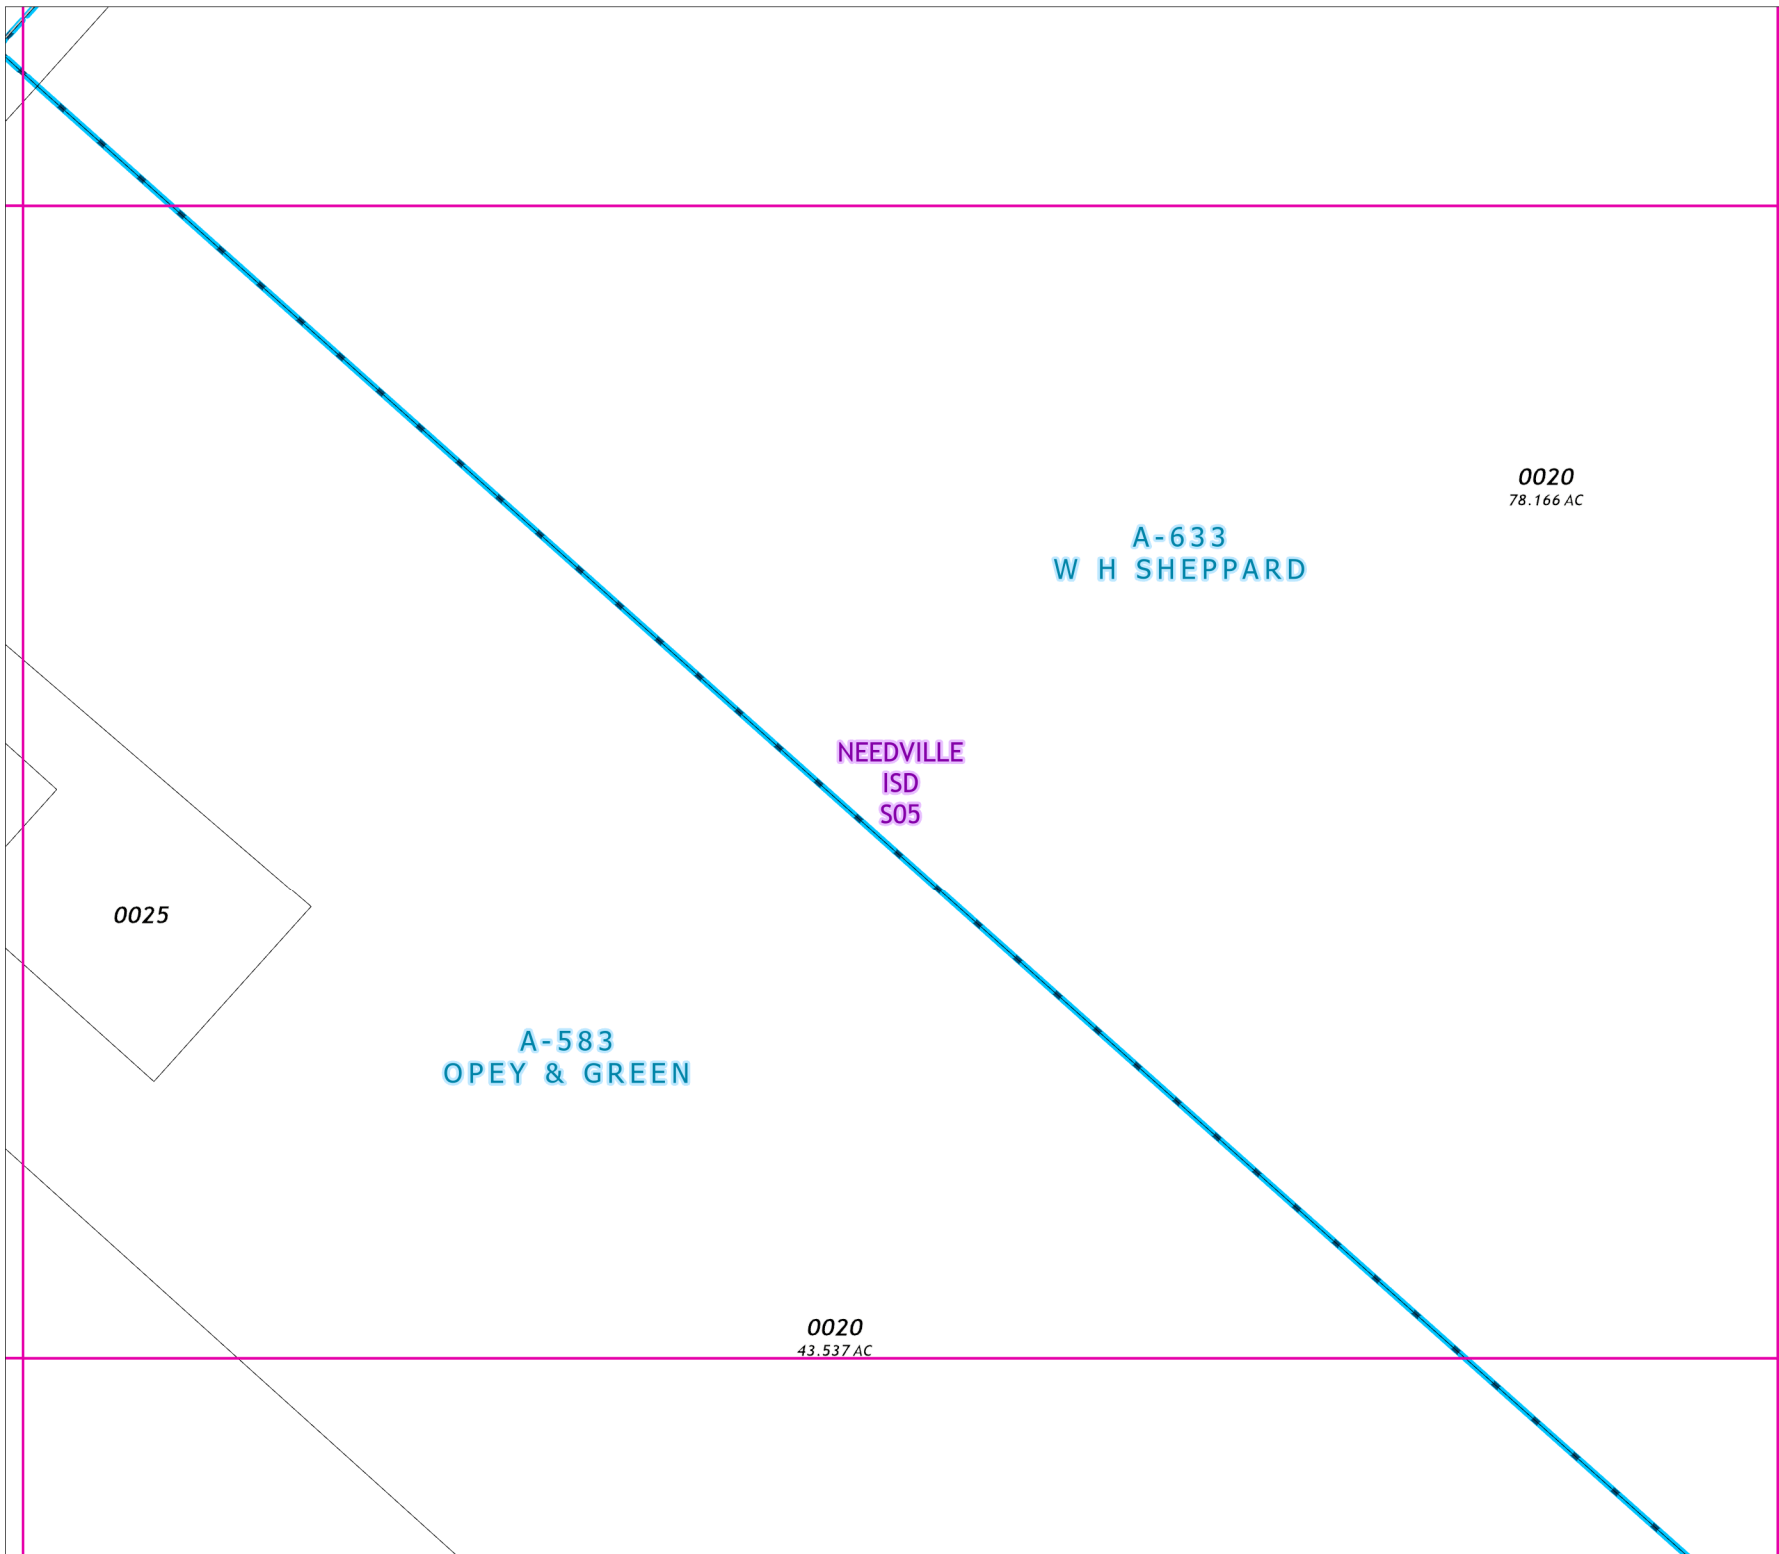 0020
78.166 AC
A-633
W H SHEPPARD
NEEDVILLE
ISD
S05
0025
A-583
OPEY & GREEN
0020
43.537 AC